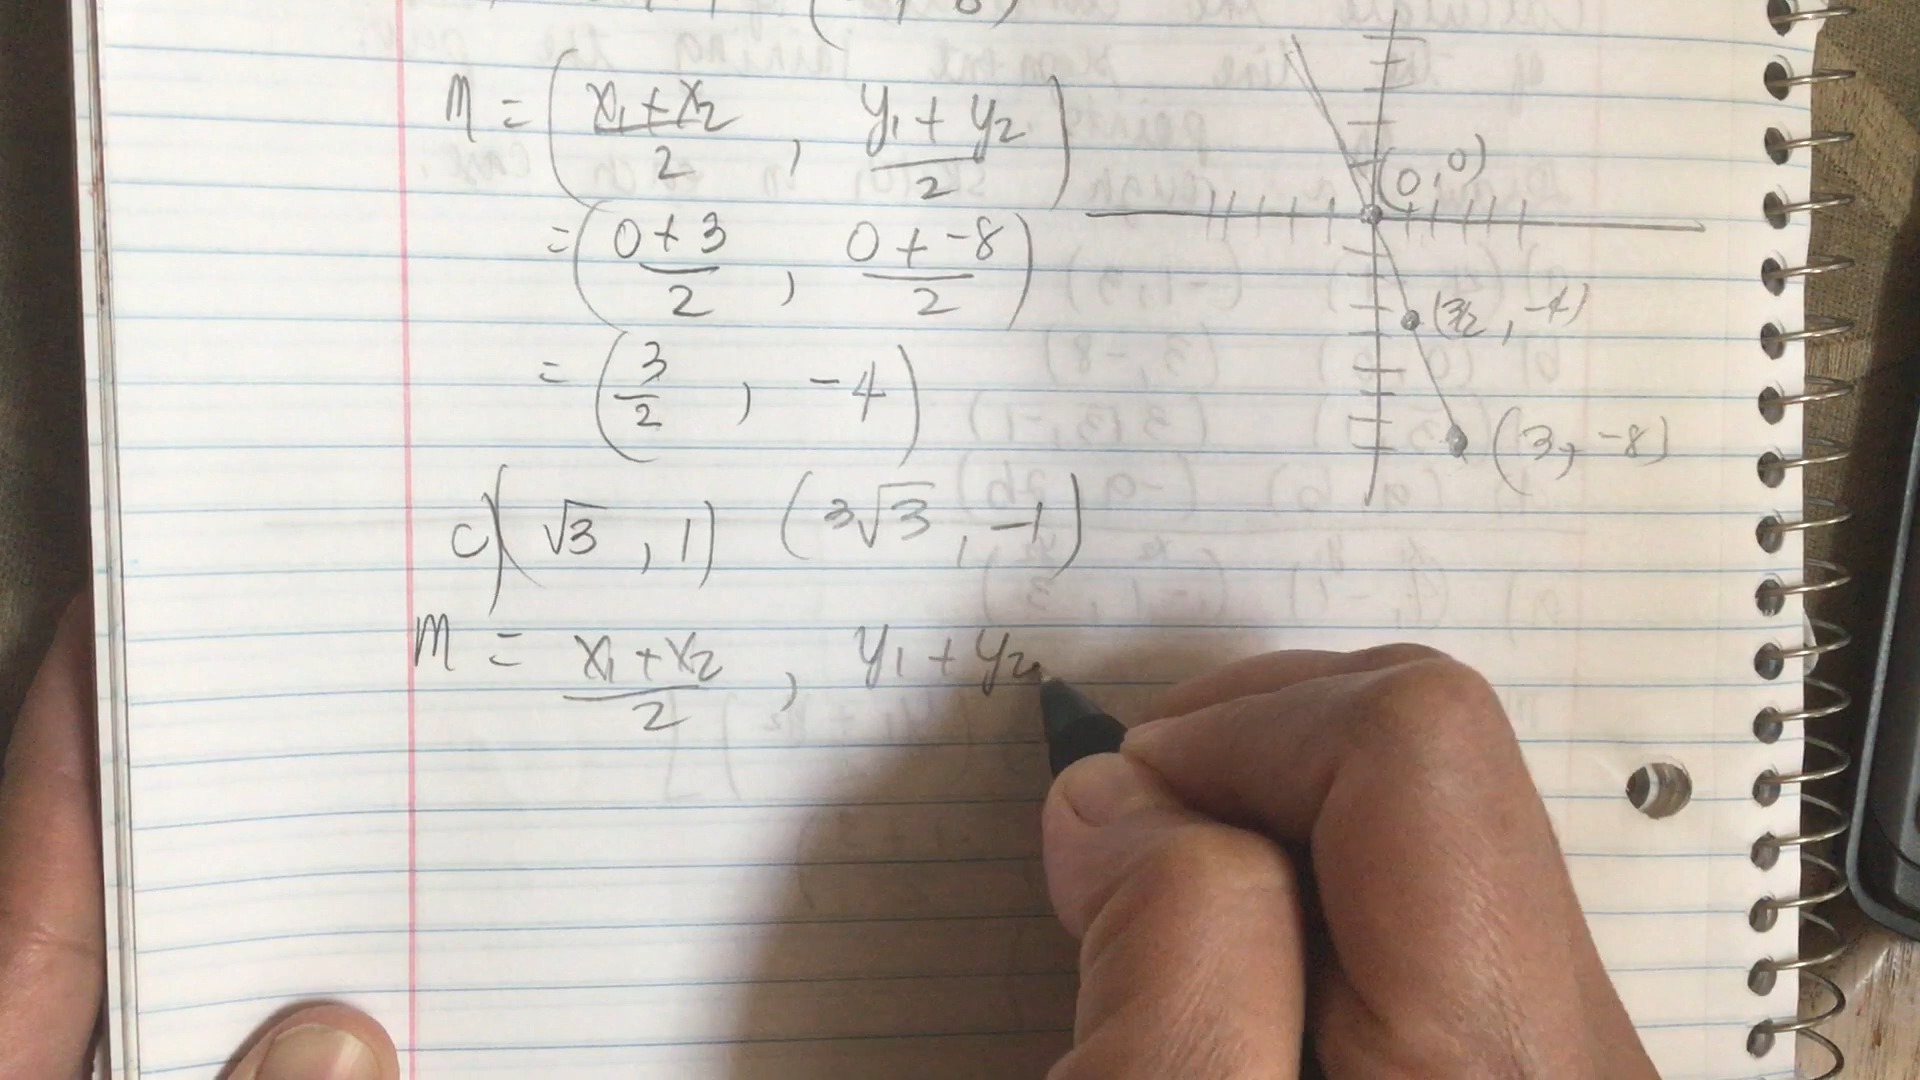 M = (x₁ + x₂ / 2 , y₁ + y₂ / 2)
= (0 + 3 / 2 , 0 + -8 / 2)
= (3/2 , -4)
c) (√3 , 1) (3√3 , -1)
M = x₁ + x₂ / 2 , y₁ + y₂
(0, 0)
(3/2 , -4)
(3, -8)